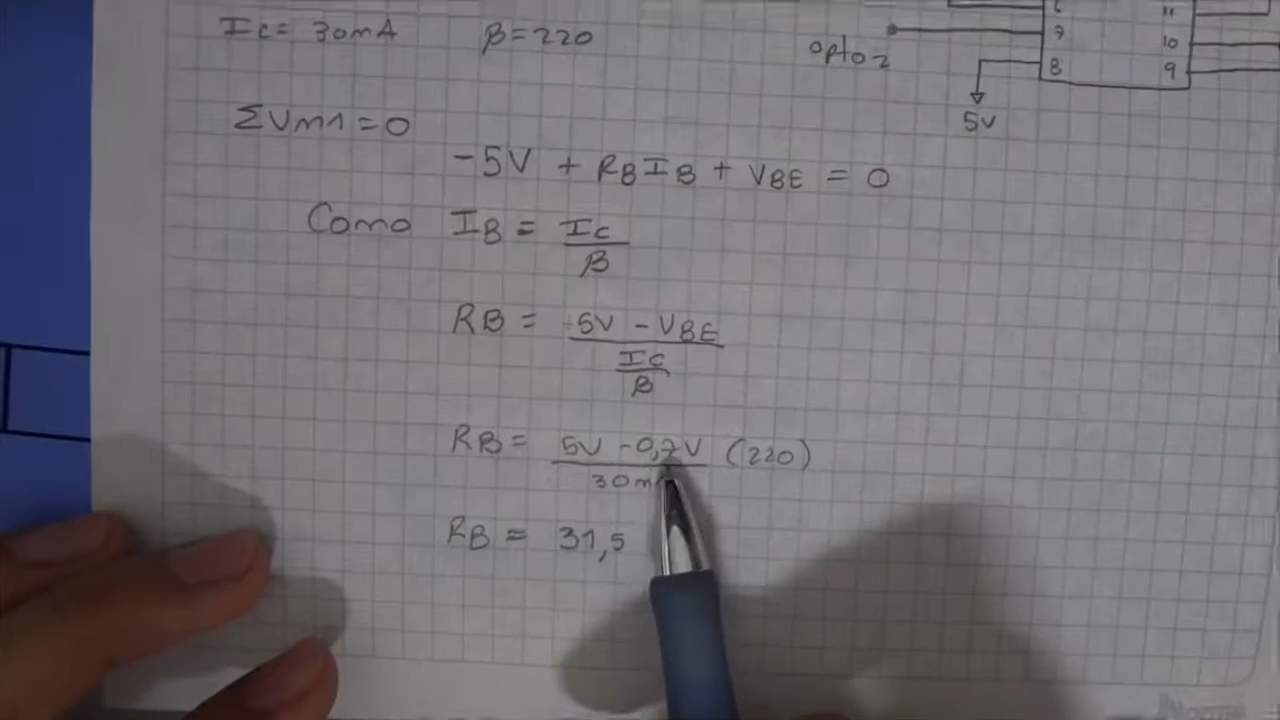 Ic = 30mA β = 220
ΣVm1 = 0
-5V + RBIB + VBE = 0
Como IB = Ic
β
RB = 5V - VBE
Ic
β
RB = 5V - 0,7V (220)
30m
RB = 31,5
opto2
7
8
5V
11
10
9